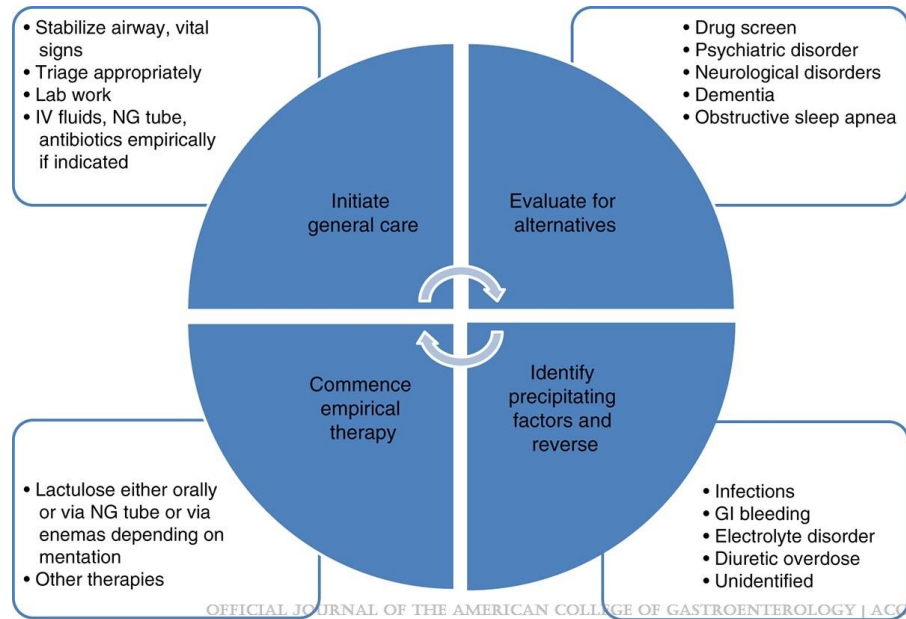 • Stabilize airway, vital
signs
• Triage appropriately
• Lab work
• IV fluids, NG tube,
antibiotics empirically
if indicated
• Drug screen
• Psychiatric disorder
• Neurological disorders
• Dementia
• Obstructive sleep apnea
Initiate
general care
Evaluate for
alternatives
Commence
empirical
therapy
Identify
precipitating
factors and
reverse
• Lactulose either orally
or via NG tube or via
enemas depending on
mentation
• Other therapies
• Infections
• GI bleeding
• Electrolyte disorder
• Diuretic overdose
• Unidentified
OFFICIAL JOURNAL OF THE AMERICAN COLLEGE OF GASTROENTEROLOGY | ACG